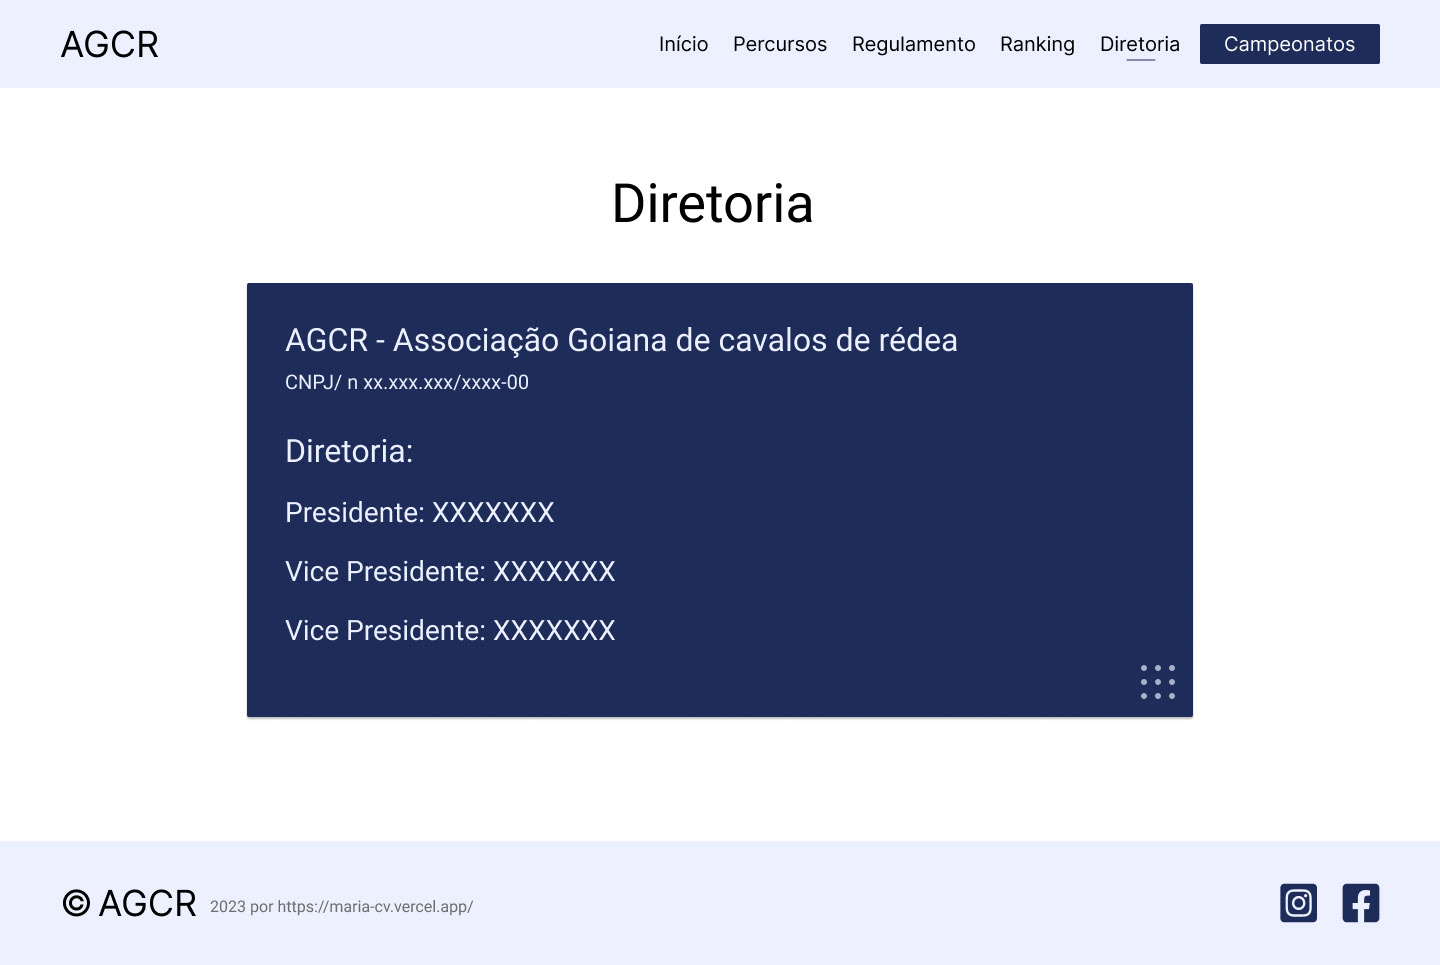 AGCR
Início Percursos Regulamento Ranking Diretoria Campeonatos
Diretoria
AGCR - Associação Goiana de cavalos de rédea
CNPJ/ n xx.xxx.xxx/xxxx-00
Diretoria:
Presidente: XXXXXXX
Vice Presidente: XXXXXXX
Vice Presidente: XXXXXXX
© AGCR 2023 por https://maria-cv.vercel.app/